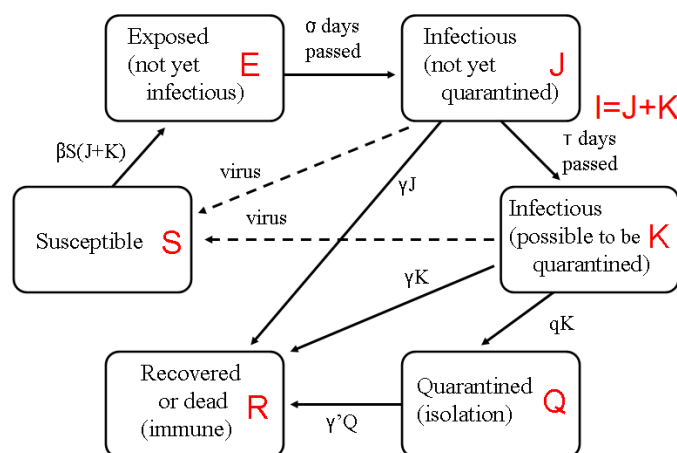 Exposed
(not yet
infectious)
E
σ days
passed
Infectious
(not yet
quarantined)
J
I=J+K
βS(J+K)
virus
γJ
τ days
passed
Susceptible
S
virus
Infectious
(possible to be
quarantined)
K
γK
qK
Recovered
or dead
(immune)
R
γ'Q
Quarantined
(isolation)
Q